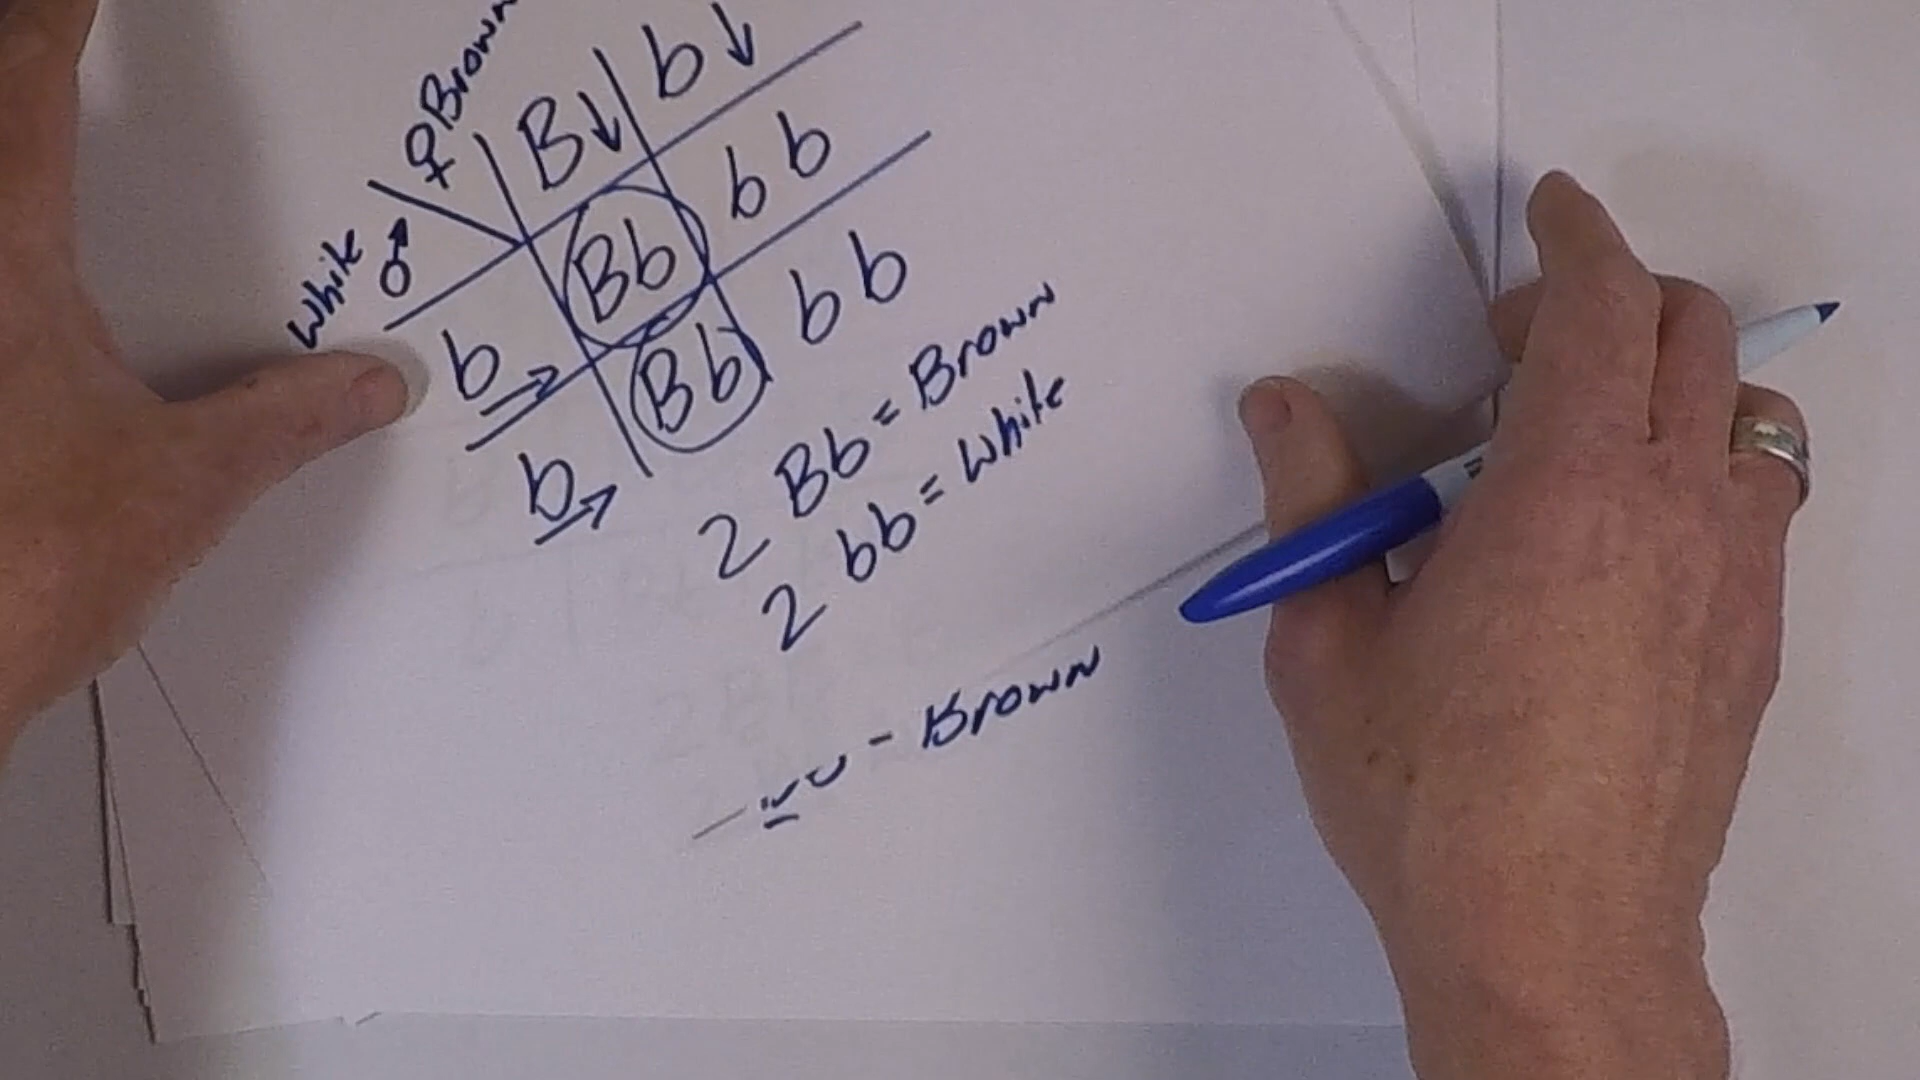 ♀ Brown B↓ b↓
White ♂
b → Bb bb
b → Bb bb
2 Bb = Brown
2 bb = White
- Brown